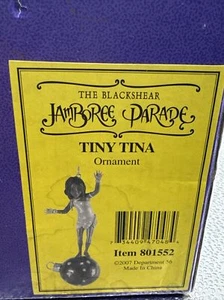 THE BLACKSHEAR
JAMBOREE PARADE
TINY TINA
Ornament
Item 801552
©2007 Department 56
Made In China